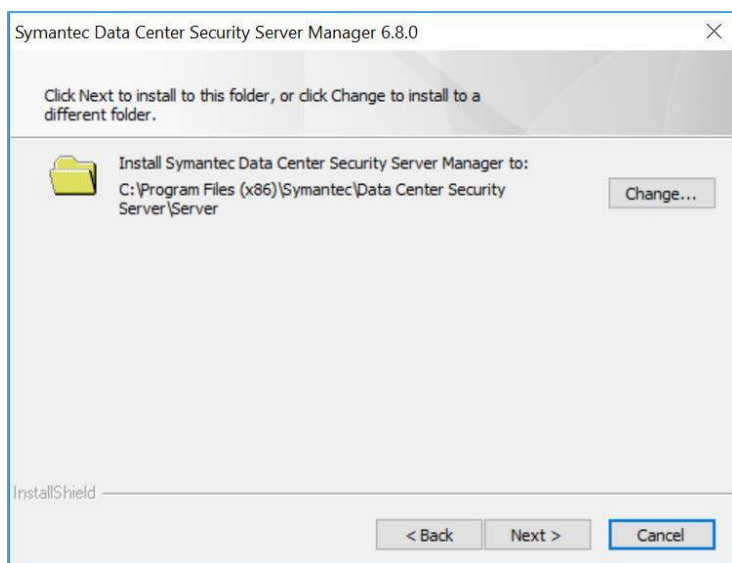 Symantec Data Center Security Server Manager 6.8.0
Click Next to install to this folder, or click Change to install to a
different folder.
Install Symantec Data Center Security Server Manager to:
C:\Program Files (x86)\Symantec\Data Center Security
Server\Server
Change...
InstallShield
< Back
Next >
Cancel